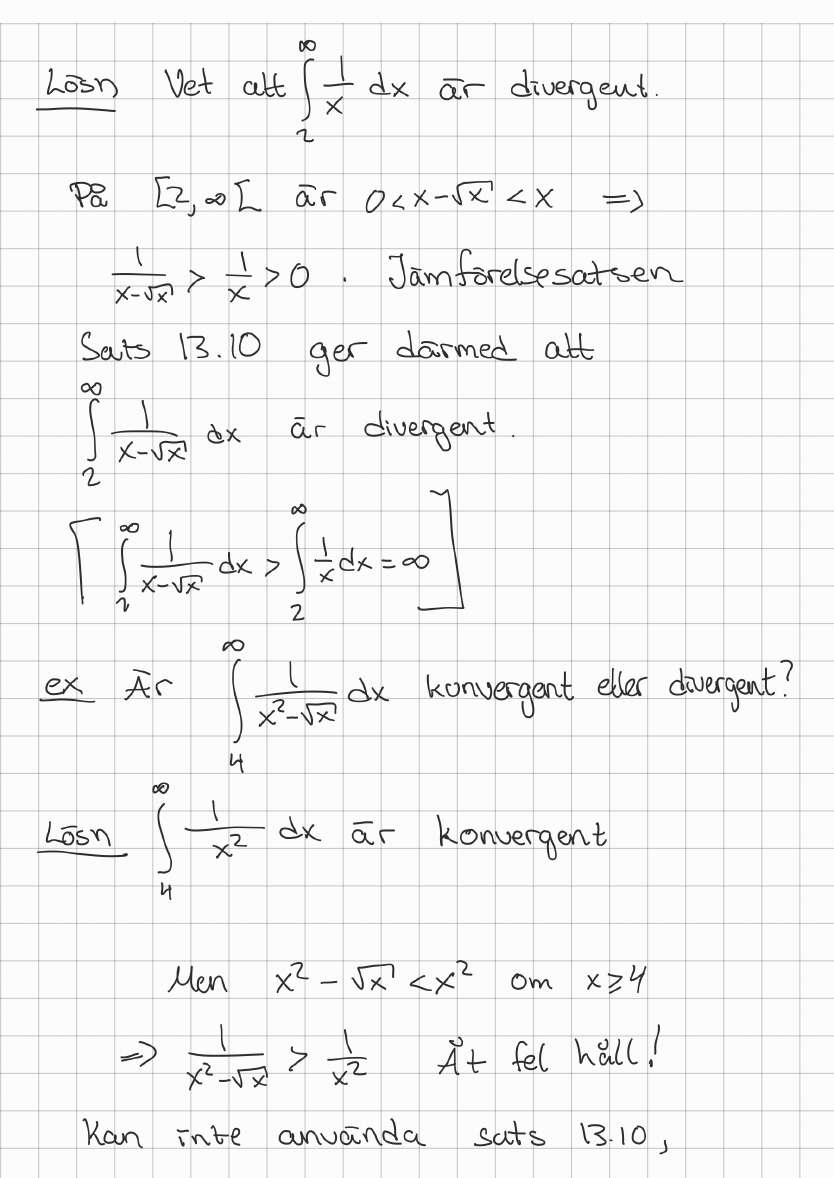 Lösn Vet att ∫₂^∞ 1/x dx är divergent.
På [2, ∞[ är 0 < x-√x < x ⇒
1/(x-√x) > 1/x > 0 . Jämförelsesatsen
Sats 13.10 ger därmed att
∫₂^∞ 1/(x-√x) dx är divergent.
[ ∫₂^∞ 1/(x-√x) dx > ∫₂^∞ 1/x dx = ∞ ]
ex Är ∫₄^∞ 1/(x²-√x) dx konvergent eller divergent?
Lösn ∫₄^∞ 1/x² dx är konvergent
Men x² - √x < x² om x ≥ 4
⇒ 1/(x²-√x) > 1/x² Åt fel håll!
Kan inte använda sats 13.10,